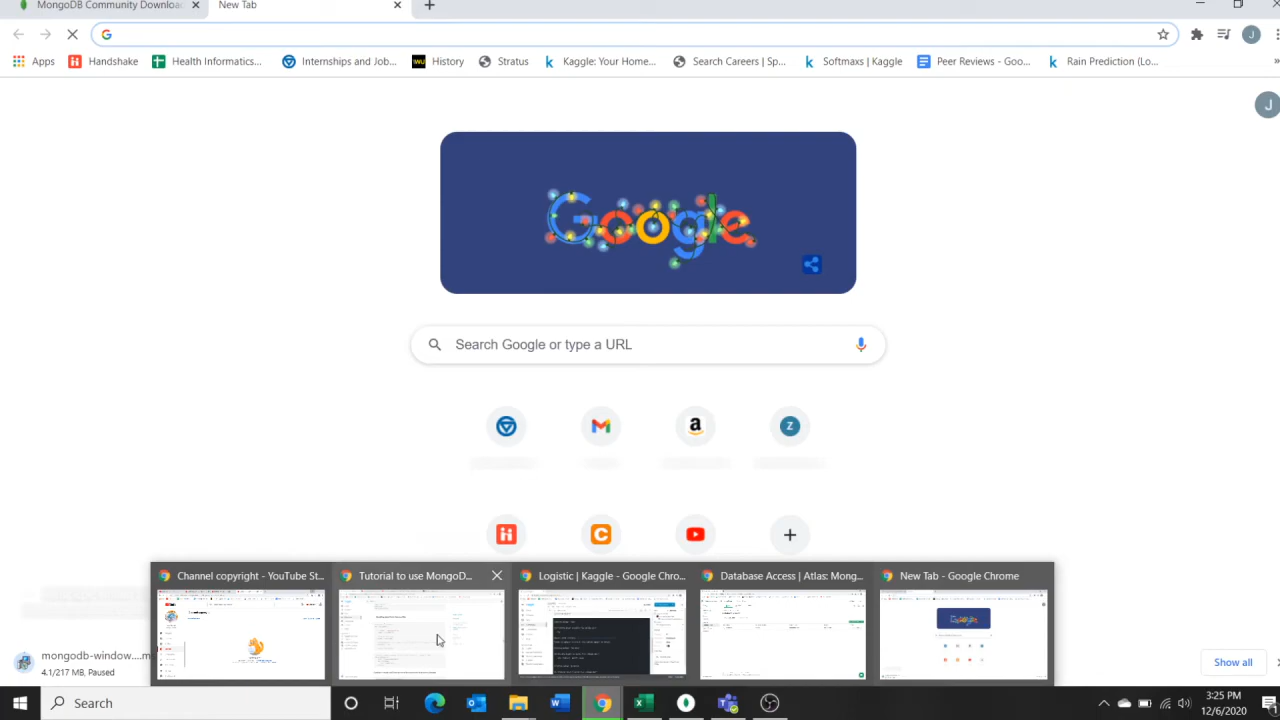 MongoDB Community Downloa
New Tab
Apps
Handshake
Health Informatics...
Internships and Job...
History
Stratus
Kaggle: Your Home...
Search Careers | Sp...
Softmaxs | Kaggle
Peer Reviews - Goo...
Rain Prediction (Lo...
J
J
Google
Search Google or type a URL
a
Z
Channel copyright - YouTube St...
Tutorial to use MongoD...
Logistic | Kaggle - Google Chro...
Database Access | Atlas: Mong...
New Tab - Google Chrome
mongodb-window...
4.1/217 MB, Paused
Show all
Search
3:25 PM
12/6/2020